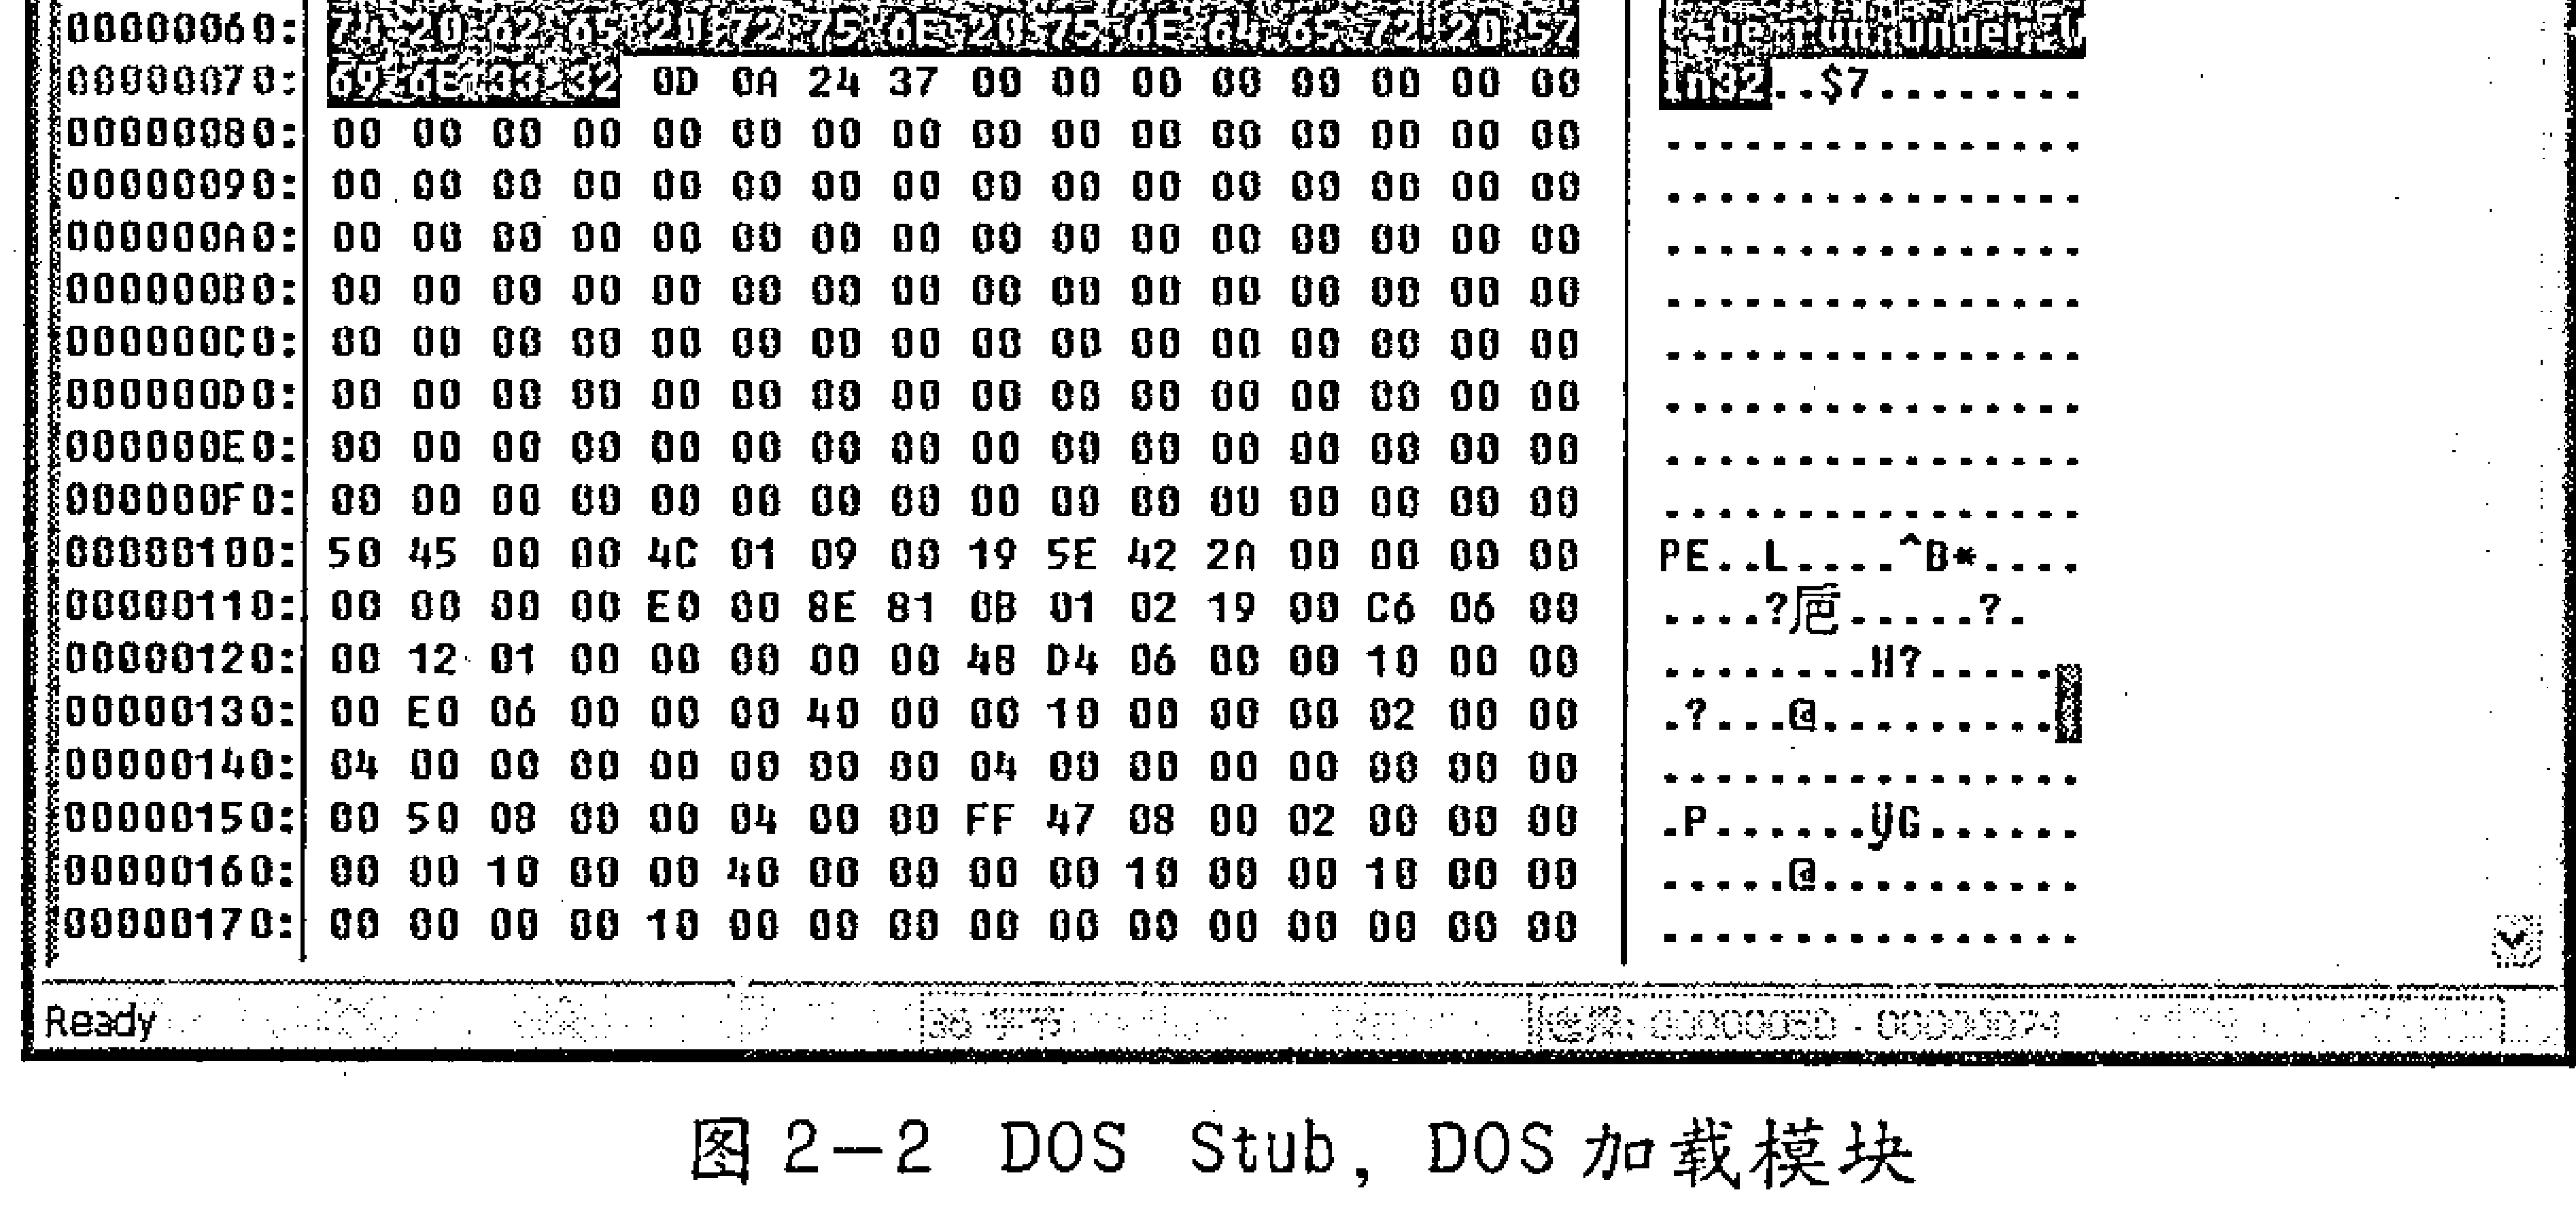 00000060: 74 20 62 65 20 72 75 6E 20 75 6E 64 65 72 20 57 t be run under W
00000070: 69 6E 33 32 0D 0A 24 37 00 00 00 00 00 00 00 00 in32..$7........
00000080: 00 00 00 00 00 00 00 00 00 00 00 00 00 00 00 00 ................
00000090: 00 00 00 00 00 00 00 00 00 00 00 00 00 00 00 00 ................
000000A0: 00 00 00 00 00 00 00 00 00 00 00 00 00 00 00 00 ................
000000B0: 00 00 00 00 00 00 00 00 00 00 00 00 00 00 00 00 ................
000000C0: 00 00 00 00 00 00 00 00 00 00 00 00 00 00 00 00 ................
000000D0: 00 00 00 00 00 00 00 00 00 00 00 00 00 00 00 00 ................
000000E0: 00 00 00 00 00 00 00 00 00 00 00 00 00 00 00 00 ................
000000F0: 00 00 00 00 00 00 00 00 00 00 00 00 00 00 00 00 ................
00000100: 50 45 00 00 4C 01 09 00 19 5E 42 2A 00 00 00 00 PE..L....^B*....
00000110: 00 00 00 00 E0 00 8E 81 0B 01 02 19 00 C6 06 00 ....?巵.....?.
00000120: 00 12 01 00 00 00 00 00 48 D4 06 00 00 10 00 00 ........H?.....
00000130: 00 E0 06 00 00 00 40 00 00 10 00 00 00 02 00 00 .?...@.........
00000140: 04 00 00 00 00 00 00 00 04 00 00 00 00 00 00 00 ................
00000150: 00 50 08 00 00 04 00 00 FF 47 08 00 02 00 00 00 .P......ÿG......
00000160: 00 00 10 00 00 40 00 00 00 00 10 00 00 10 00 00 .....@..........
00000170: 00 00 00 00 10 00 00 00 00 00 00 00 00 00 00 00 ................
Ready 36 字节 选择: 00000050 - 00000074
图 2—2 DOS Stub, DOS 加载模块